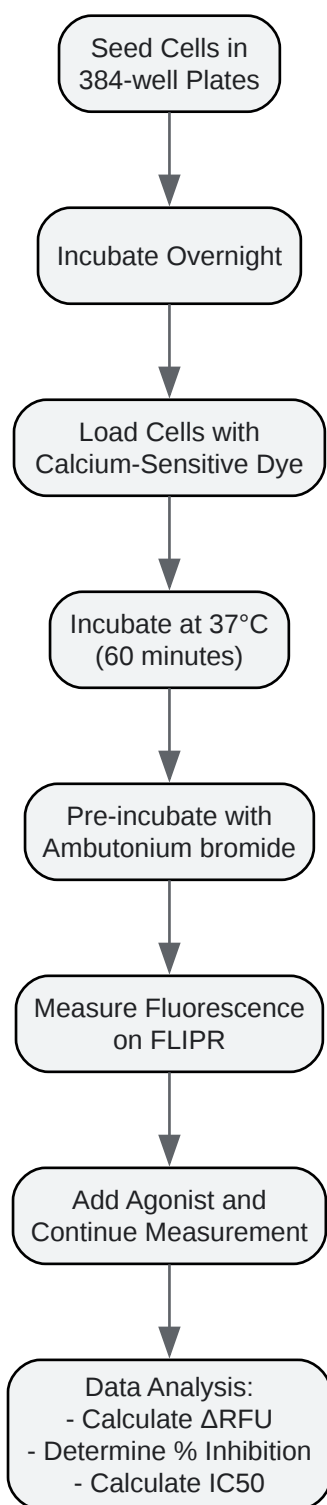 Seed Cells in
384-well Plates
Incubate Overnight
Load Cells with
Calcium-Sensitive Dye
Incubate at 37°C
(60 minutes)
Pre-incubate with
Ambutonium bromide
Measure Fluorescence
on FLIPR
Add Agonist and
Continue Measurement
Data Analysis:
- Calculate ΔRFU
- Determine % Inhibition
- Calculate IC50